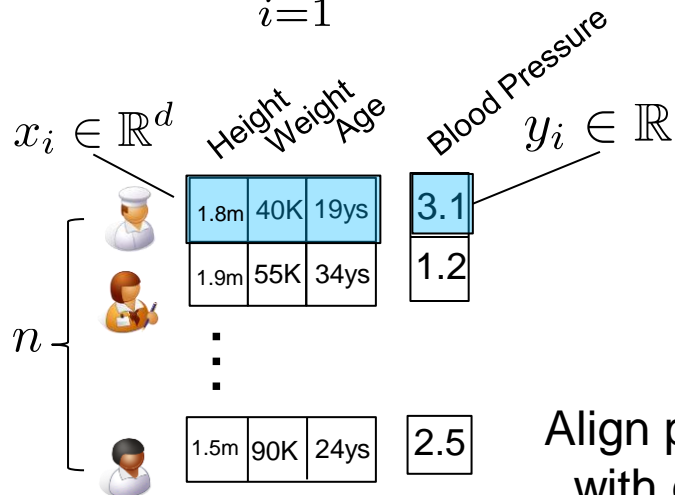 i=1
Height Weight Age Blood Pressure
x_i ∈ ℝ^d y_i ∈ ℝ
1.8m 40K 19ys 3.1
1.9m 55K 34ys 1.2
n
⋮
1.5m 90K 24ys 2.5
Align p
with